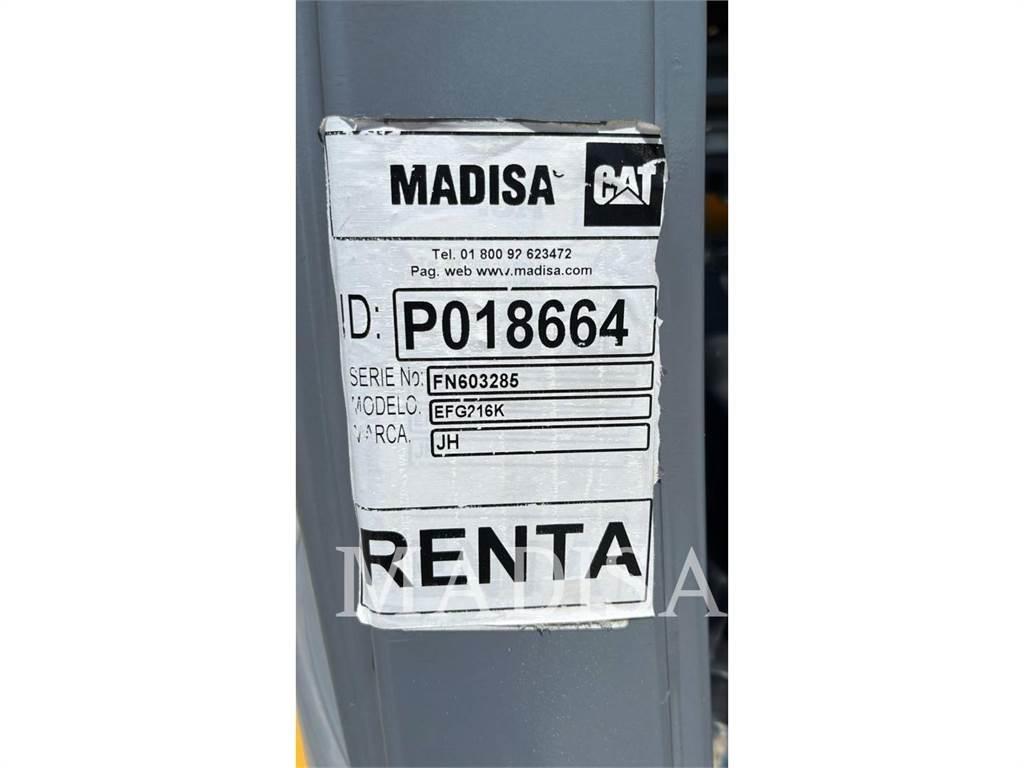 MADISA CAT
Tel. 01 800 92 623472
Pag. web www.madisa.com
ID: P018664
SERIE No: FN603285
MODELO. EFG216K
MARCA. JH
RENTA
MADISA